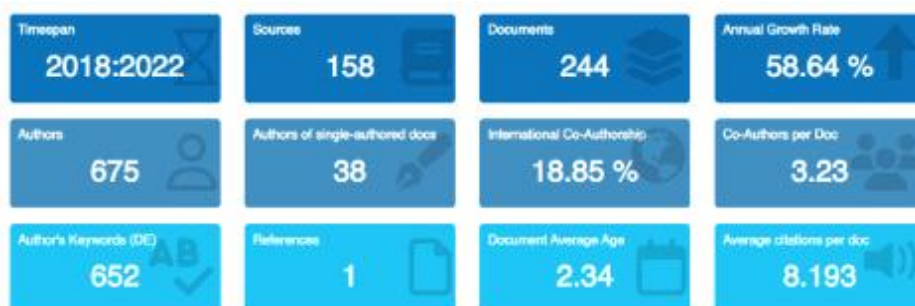 Timespan
2018:2022
Sources
158
Documents
244
Annual Growth Rate
58.64 %
Authors
675
Authors of single-authored docs
38
International Co-Authorship
18.85 %
Co-Authors per Doc
3.23
Author's Keywords (DE)
652
AB
References
1
Document Average Age
2.34
Average citations per doc
8.193